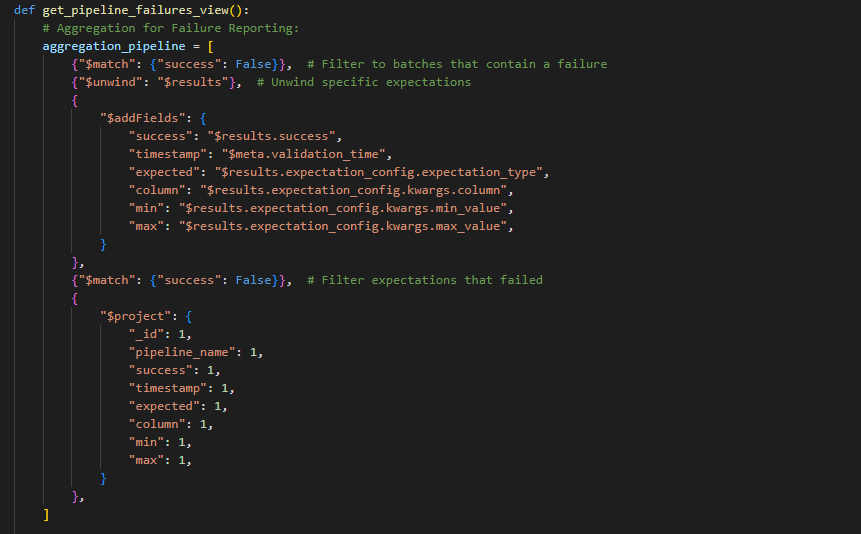 def get_pipeline_failures_view():
    # Aggregation for Failure Reporting:
    aggregation_pipeline = [
        {"$match": {"success": False}},  # Filter to batches that contain a failure
        {"$unwind": "$results"},  # Unwind specific expectations
        {
            "$addFields": {
                "success": "$results.success",
                "timestamp": "$meta.validation_time",
                "expected": "$results.expectation_config.expectation_type",
                "column": "$results.expectation_config.kwargs.column",
                "min": "$results.expectation_config.kwargs.min_value",
                "max": "$results.expectation_config.kwargs.max_value",
            }
        },
        {"$match": {"success": False}},  # Filter expectations that failed
        {
            "$project": {
                "_id": 1,
                "pipeline_name": 1,
                "success": 1,
                "timestamp": 1,
                "expected": 1,
                "column": 1,
                "min": 1,
                "max": 1,
            }
        },
    ]